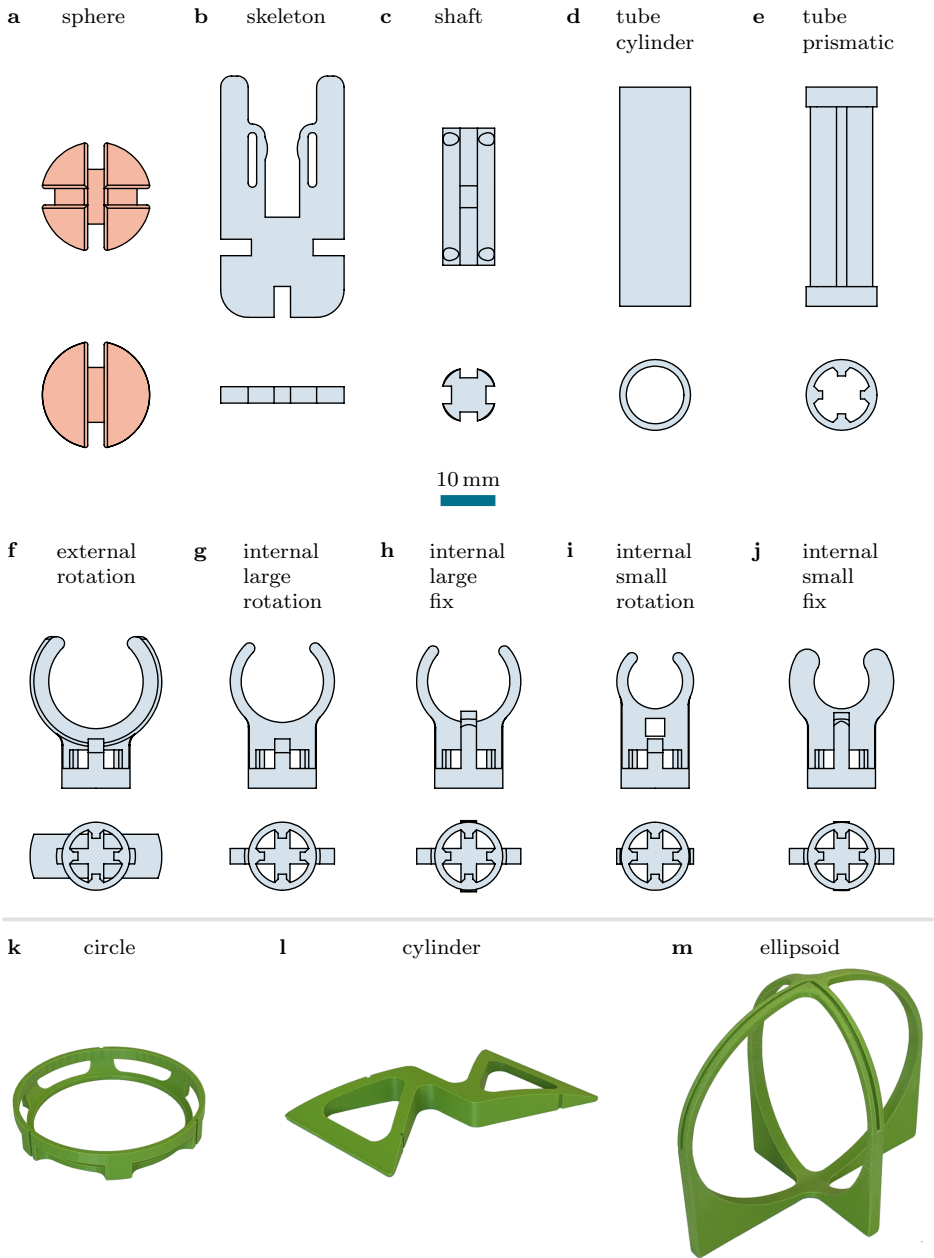 a sphere
b skeleton
c shaft
d tube
cylinder
e tube
prismatic
10 mm
f external
rotation
g internal
large
rotation
h internal
large
fix
i internal
small
rotation
j internal
small
fix
k circle
l cylinder
m ellipsoid